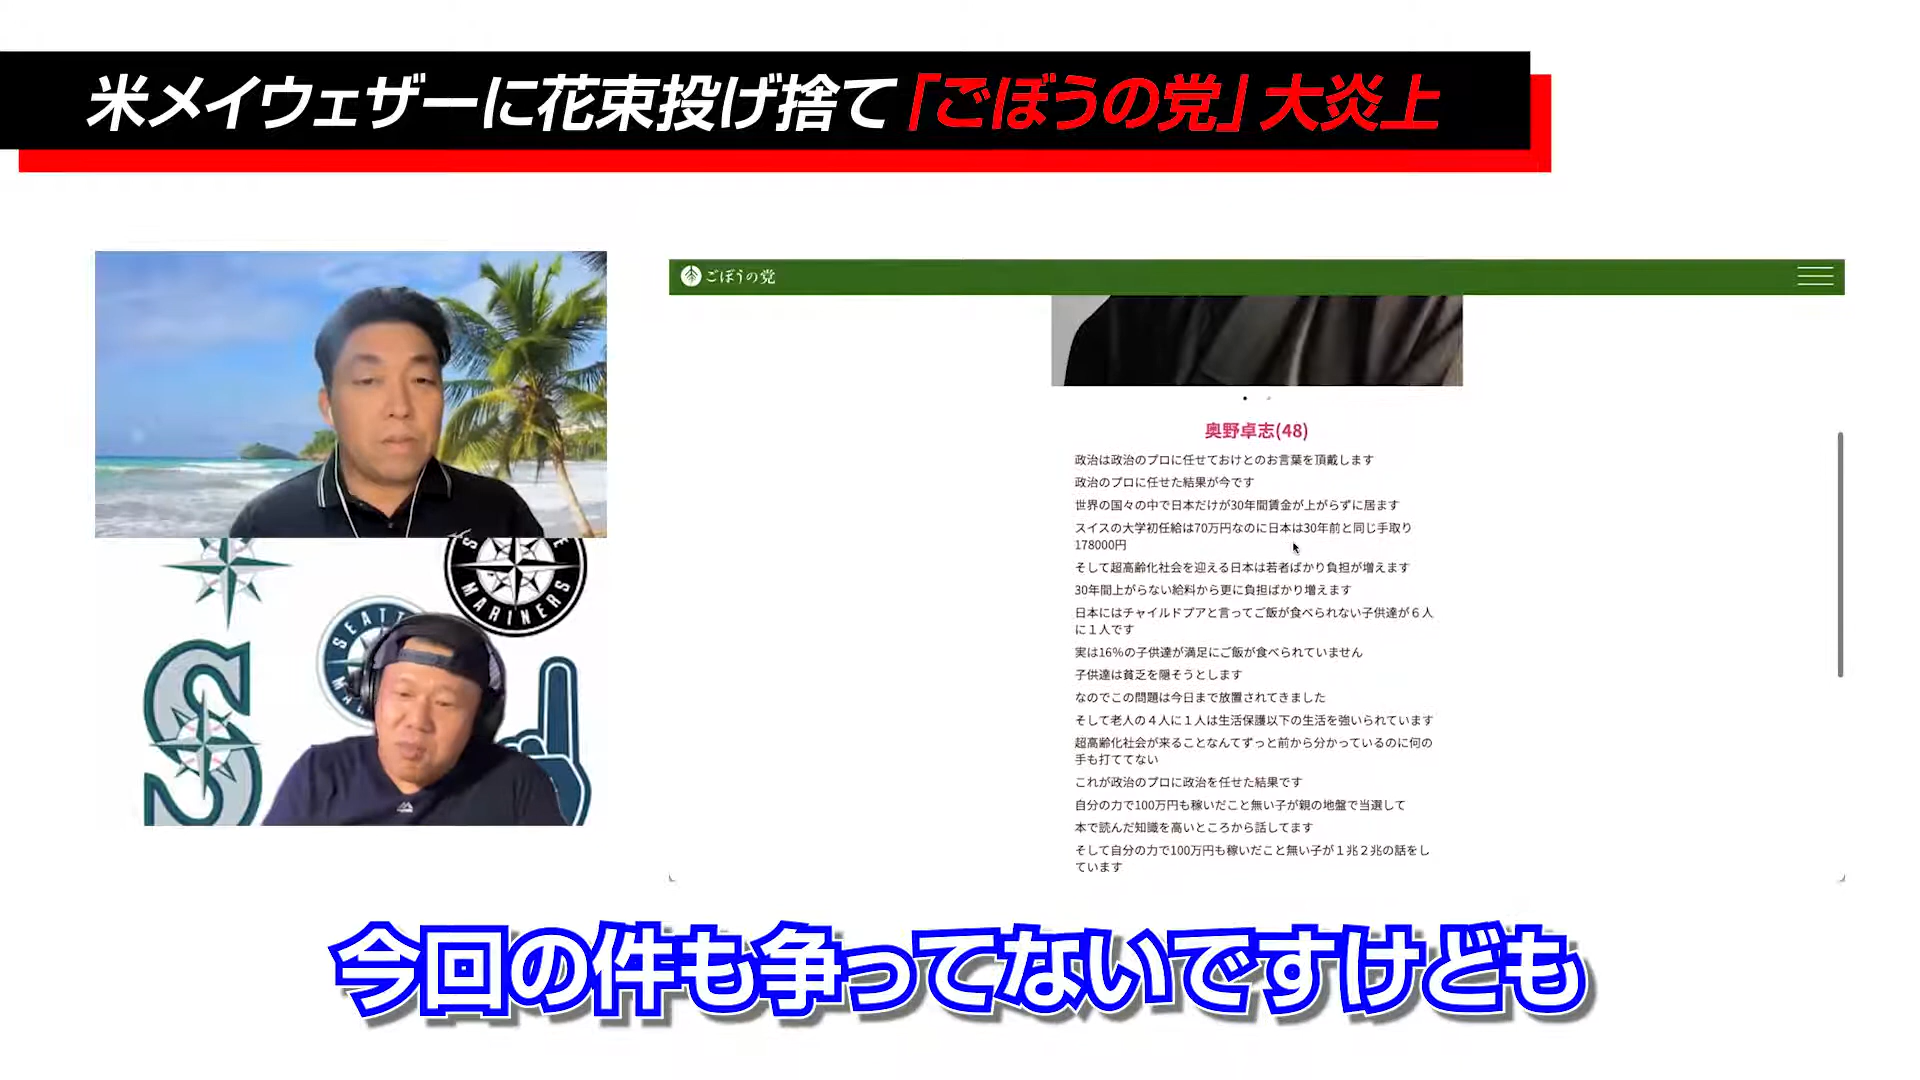 米メイウェザーに花束投げ捨て「ごぼうの党」大炎上
ごぼうの党
奥野卓志(48)
政治は政治のプロに任せておけとのお言葉を頂戴します
政治のプロに任せた結果が今です
世界の国々の中で日本だけが30年間賃金が上がらずに居ます
スイスの大学初任給は70万円なのに日本は30年前と同じ手取り
178000円
そして超高齢化社会を迎える日本は若者ばかり負担が増えます
30年間上がらない給料から更に負担ばかり増えます
日本にはチャイルドプアと言ってご飯が食べられない子供達が６人
に１人です
実は16%の子供達が満足にご飯が食べられていません
子供達は貧乏を隠そうとします
なのでこの問題は今日まで放置されてきました
そして老人の４人に１人は生活保護以下の生活を強いられています
超高齢化社会が来ることなんてずっと前から分かっているのに何の
手も打ててない
これが政治のプロに政治を任せた結果です
自分の力で100万円も稼いだこと無い子が親の地盤で当選して
本で読んだ知識を高いところから話してます
そして自分の力で100万円も稼いだこと無い子が１兆２兆の話をし
ています
MARINERS
SEATT
S
今回の件も争ってないですけども